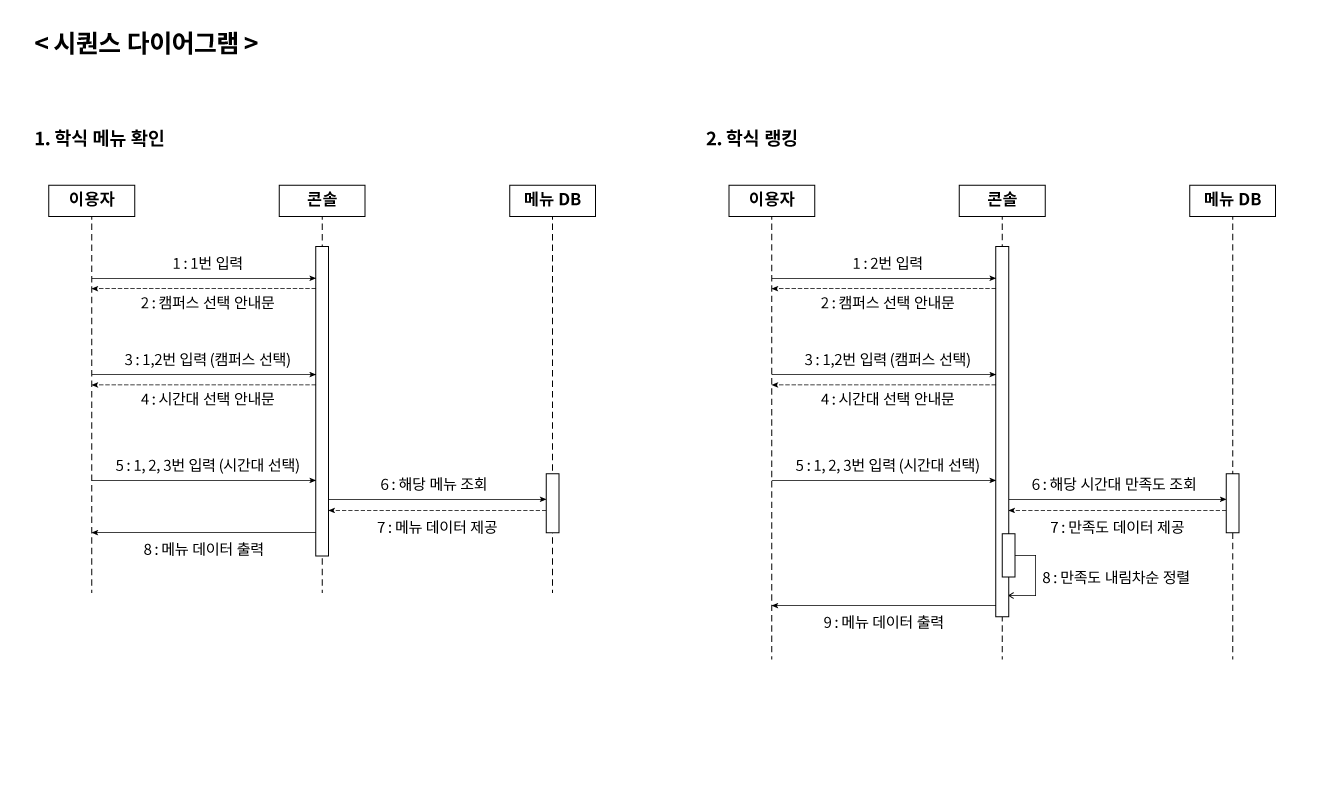 < 시퀀스 다이어그램 >
1. 학식 메뉴 확인
이용자
콘솔
메뉴 DB
1 : 1번 입력
2 : 캠퍼스 선택 안내문
3 : 1,2번 입력 (캠퍼스 선택)
4 : 시간대 선택 안내문
5 : 1, 2, 3번 입력 (시간대 선택)
6 : 해당 메뉴 조회
7 : 메뉴 데이터 제공
8 : 메뉴 데이터 출력
2. 학식 랭킹
이용자
콘솔
메뉴 DB
1 : 2번 입력
2 : 캠퍼스 선택 안내문
3 : 1,2번 입력 (캠퍼스 선택)
4 : 시간대 선택 안내문
5 : 1, 2, 3번 입력 (시간대 선택)
6 : 해당 시간대 만족도 조회
7 : 만족도 데이터 제공
8 : 만족도 내림차순 정렬
9 : 메뉴 데이터 출력